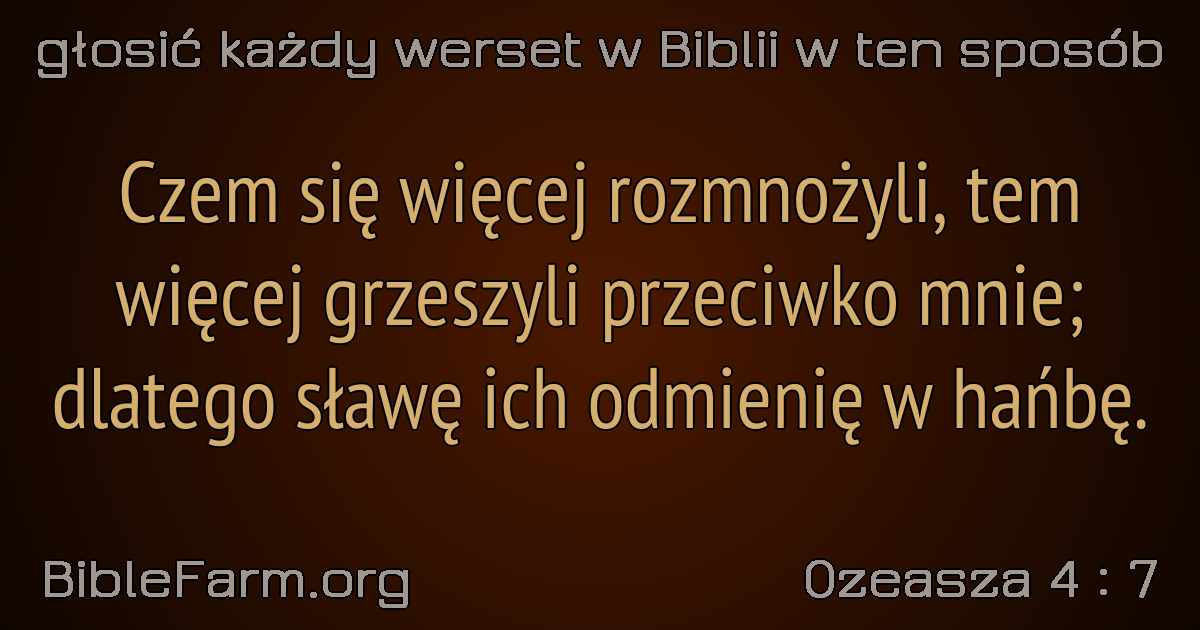 głosić każdy werset w Biblii w ten sposób
Czem się więcej rozmnożyli, tem
więcej grzeszyli przeciwko mnie;
dlatego sławę ich odmienię w hańbę.
BibleFarm.org
Ozeasza 4 : 7